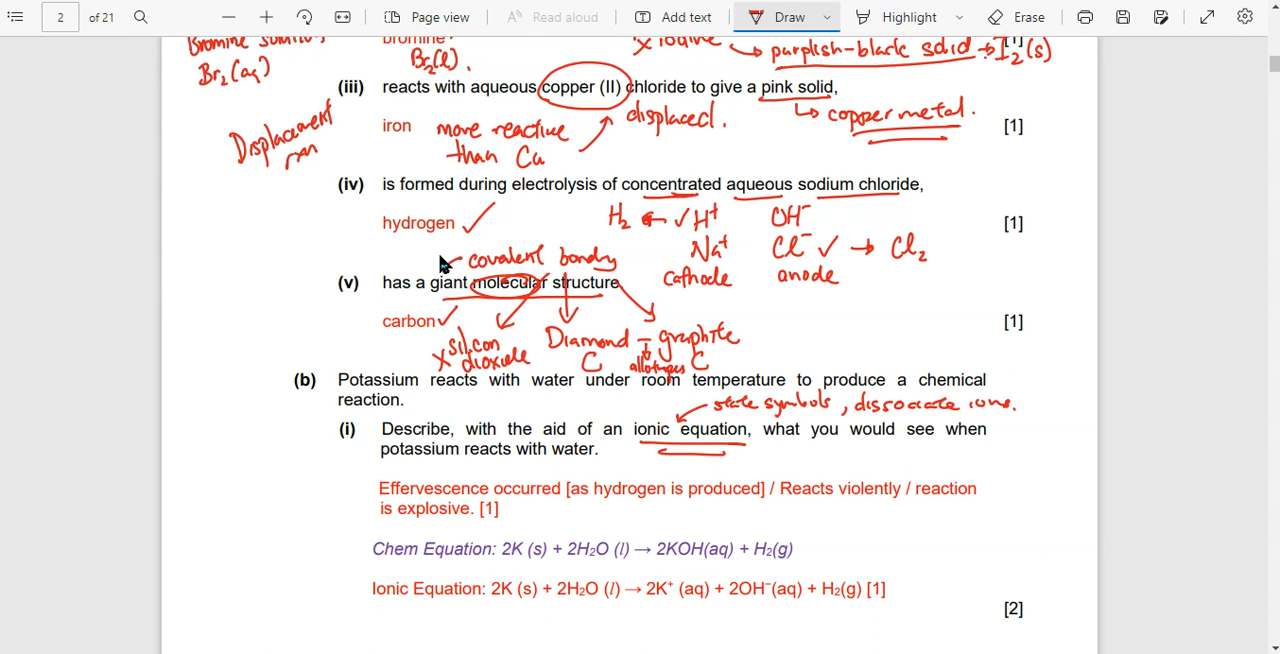 2 of 21 Page view Read aloud Add text Draw Highlight Erase
Bromine
bromine
X iodine → purplish-black solid → I₂(s)
[1]
Br₂(aq)
Br₂(l).
(iii) reacts with aqueous copper (II) chloride to give a pink solid,
↳ copper metal.
displaced.
iron
more reactive than Cu
[1]
Displacement
rxn
(iv) is formed during electrolysis of concentrated aqueous sodium chloride,
hydrogen ✓
H₂ ← ✓ H⁺ OH⁻
[1]
Na⁺ Cl⁻ ✓ → Cl₂
cathode anode
covalent bonding
(v) has a giant molecular structure.
carbon ✓
[1]
X silicon dioxide
Diamond – graphite
C allotropes C
(b) Potassium reacts with water under room temperature to produce a chemical
reaction.
state symbols, dissociate ions.
(i) Describe, with the aid of an ionic equation, what you would see when
potassium reacts with water.
Effervescence occurred [as hydrogen is produced] / Reacts violently / reaction
is explosive. [1]
Chem Equation: 2K (s) + 2H₂O (l) → 2KOH(aq) + H₂(g)
Ionic Equation: 2K (s) + 2H₂O (l) → 2K⁺ (aq) + 2OH⁻(aq) + H₂(g) [1]
[2]